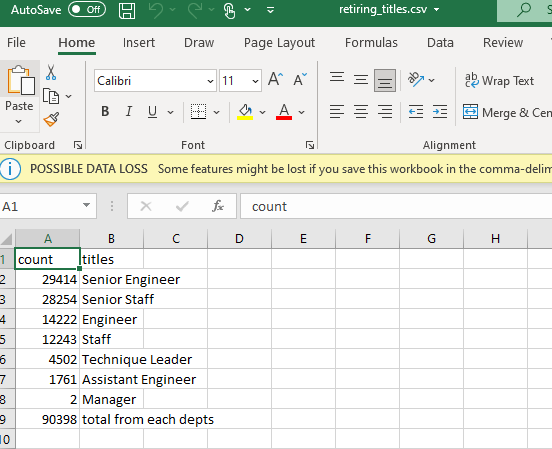 AutoSave Off retiring_titles.csv
File Home Insert Draw Page Layout Formulas Data Review
Paste
Calibri 11 A^ A˅
B I U A
ab Wrap Text
Merge & Cen
Clipboard Font Alignment
POSSIBLE DATA LOSS Some features might be lost if you save this workbook in the comma-delim
A1 fx count
A B C D E F G H
1 count titles
2 29414 Senior Engineer
3 28254 Senior Staff
4 14222 Engineer
5 12243 Staff
6 4502 Technique Leader
7 1761 Assistant Engineer
8 2 Manager
9 90398 total from each depts
10